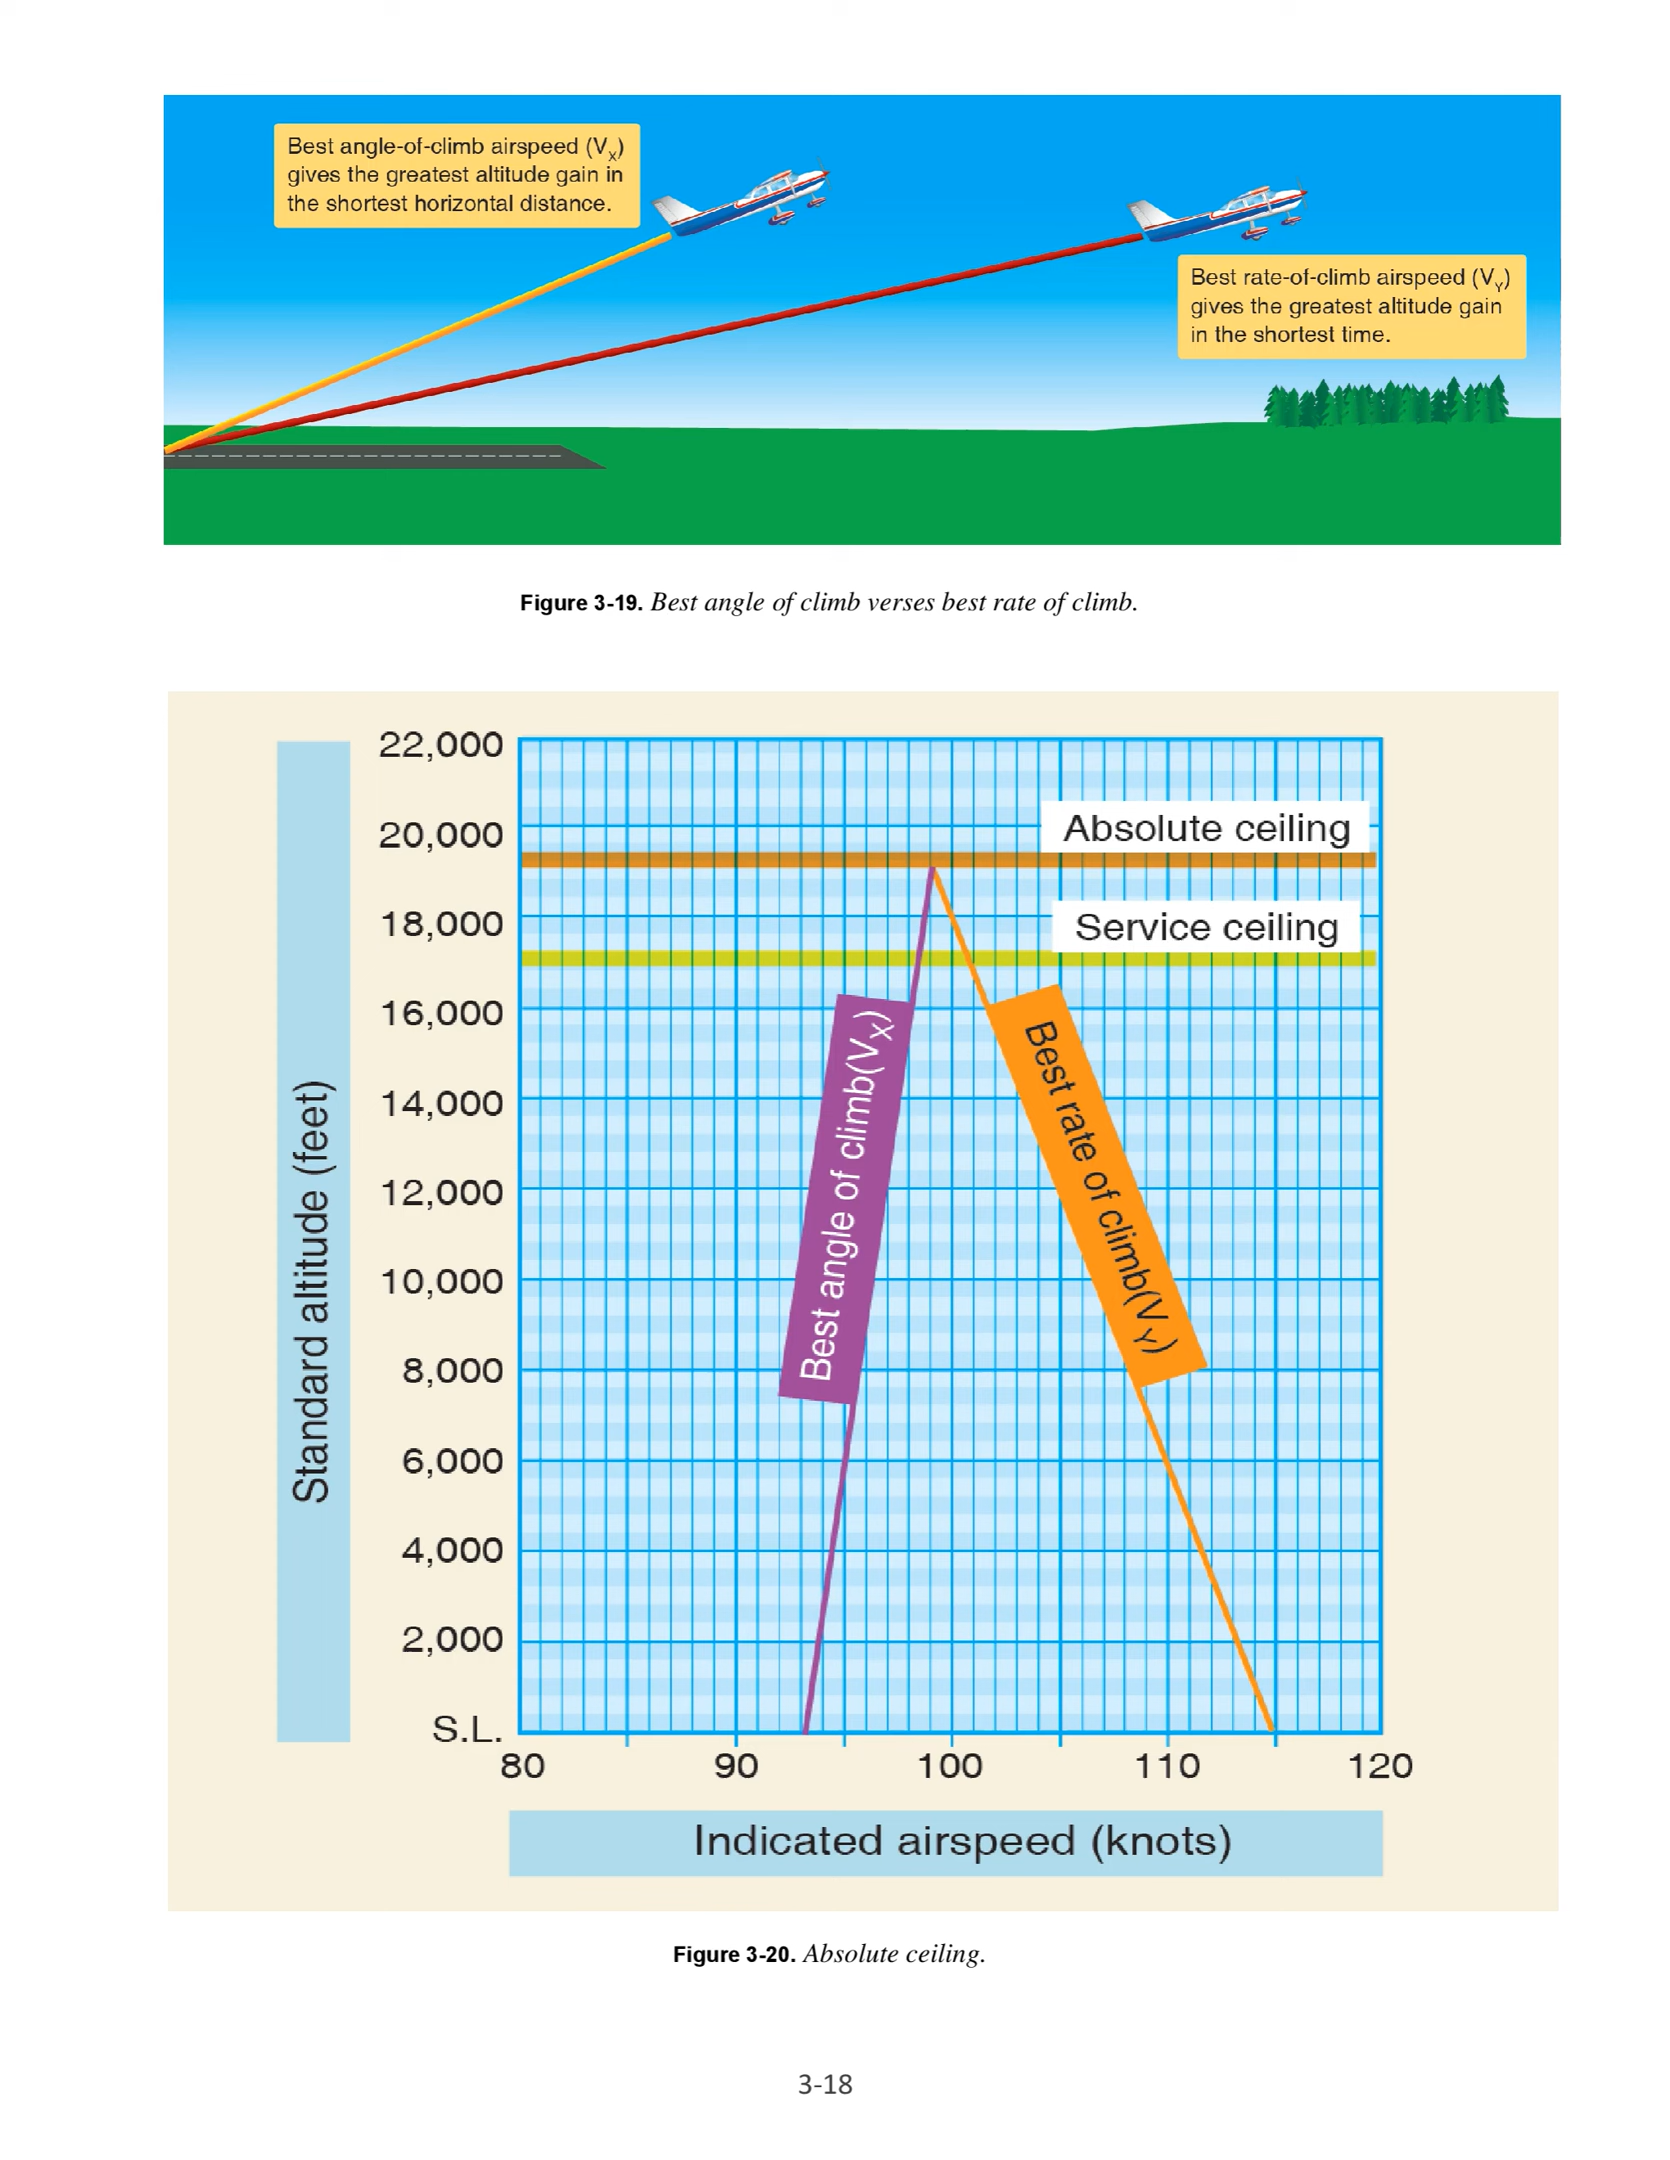 Best angle-of-climb airspeed (VX)
gives the greatest altitude gain in
the shortest horizontal distance.
Best rate-of-climb airspeed (VY)
gives the greatest altitude gain
in the shortest time.
Figure 3-19. Best angle of climb verses best rate of climb.
Standard altitude (feet)
22,000
20,000
18,000
16,000
14,000
12,000
10,000
8,000
6,000
4,000
2,000
S.L.
Absolute ceiling
Service ceiling
Best angle of climb(VX)
Best rate of climb(VY)
80 90 100 110 120
Indicated airspeed (knots)
Figure 3-20. Absolute ceiling.
3-18